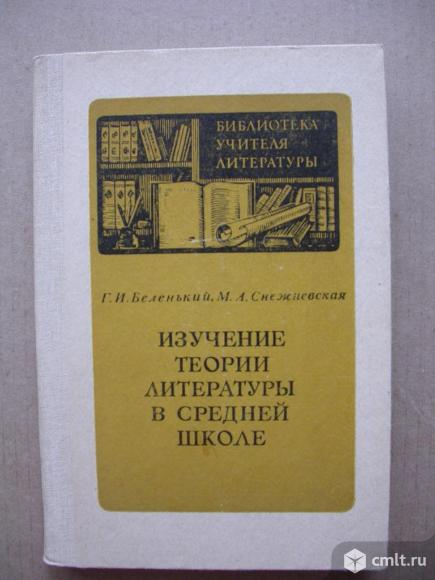 БИБЛИОТЕКА
УЧИТЕЛЯ
ЛИТЕРАТУРЫ
Г.И.Беленький, М.А.Снежневская
ИЗУЧЕНИЕ
ТЕОРИИ
ЛИТЕРАТУРЫ
В СРЕДНЕЙ
ШКОЛЕ
cmlt.ru